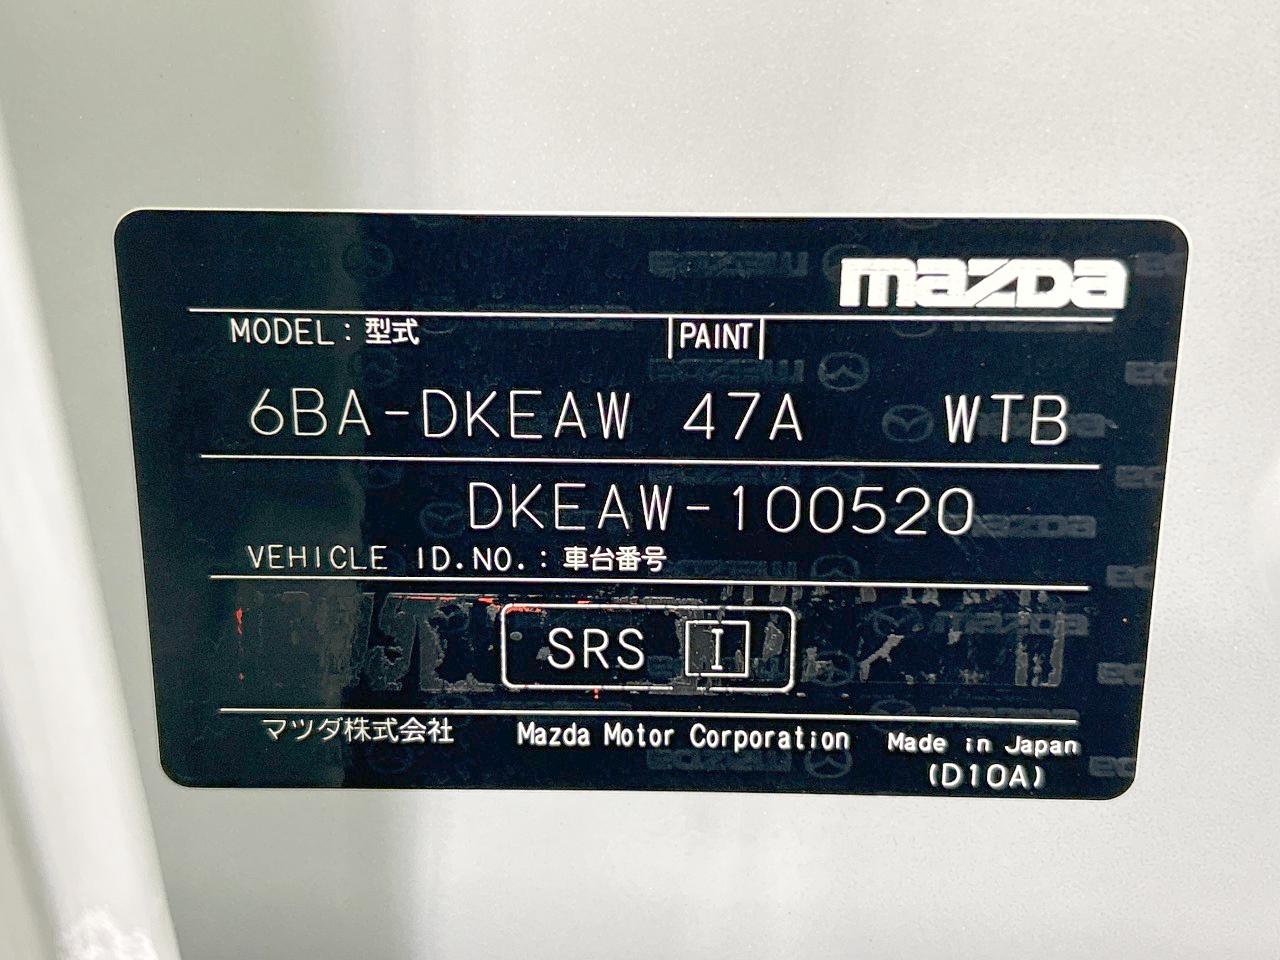 mazda
MODEL : 型式 PAINT
6BA-DKEAW 47A WTB
DKEAW-100520
VEHICLE ID.NO. : 車台番号
SRS I
マツダ株式会社 Mazda Motor Corporation Made in Japan
(D10A)